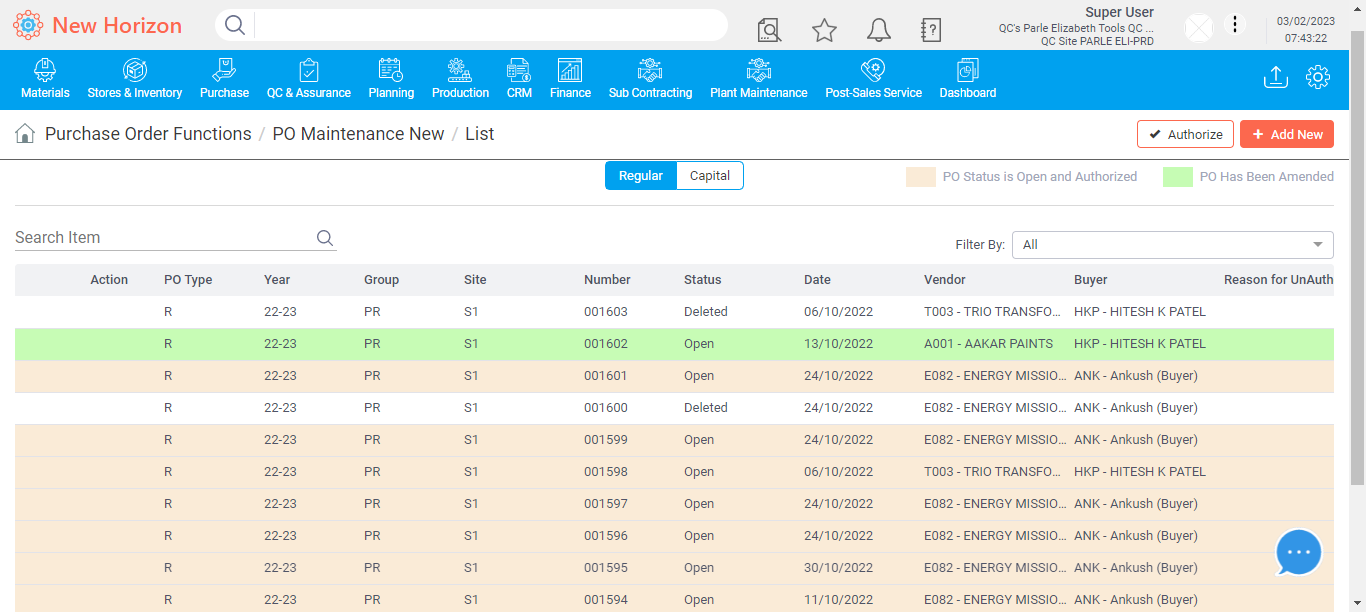 New Horizon
Super User
QC's Parle Elizabeth Tools QC ...
QC Site PARLE ELI-PRD
03/02/2023
07:43:22
Materials Stores & Inventory Purchase QC & Assurance Planning Production CRM Finance Sub Contracting Plant Maintenance Post-Sales Service Dashboard
Purchase Order Functions / PO Maintenance New / List
Authorize + Add New
Regular Capital
PO Status is Open and Authorized PO Has Been Amended
Search Item
Filter By: All
Action PO Type Year Group Site Number Status Date Vendor Buyer Reason for UnAuth
R 22-23 PR S1 001603 Deleted 06/10/2022 T003 - TRIO TRANSFO... HKP - HITESH K PATEL
R 22-23 PR S1 001602 Open 13/10/2022 A001 - AAKAR PAINTS HKP - HITESH K PATEL
R 22-23 PR S1 001601 Open 24/10/2022 E082 - ENERGY MISSIO... ANK - Ankush (Buyer)
R 22-23 PR S1 001600 Deleted 24/10/2022 E082 - ENERGY MISSIO... ANK - Ankush (Buyer)
R 22-23 PR S1 001599 Open 24/10/2022 E082 - ENERGY MISSIO... ANK - Ankush (Buyer)
R 22-23 PR S1 001598 Open 06/10/2022 T003 - TRIO TRANSFO... HKP - HITESH K PATEL
R 22-23 PR S1 001597 Open 24/10/2022 E082 - ENERGY MISSIO... ANK - Ankush (Buyer)
R 22-23 PR S1 001596 Open 24/10/2022 E082 - ENERGY MISSIO... ANK - Ankush (Buyer)
R 22-23 PR S1 001595 Open 30/10/2022 E082 - ENERGY MISSIO... ANK - Ankush (Buyer)
R 22-23 PR S1 001594 Open 11/10/2022 E082 - ENERGY MISSIO... ANK - Ankush (Buyer)